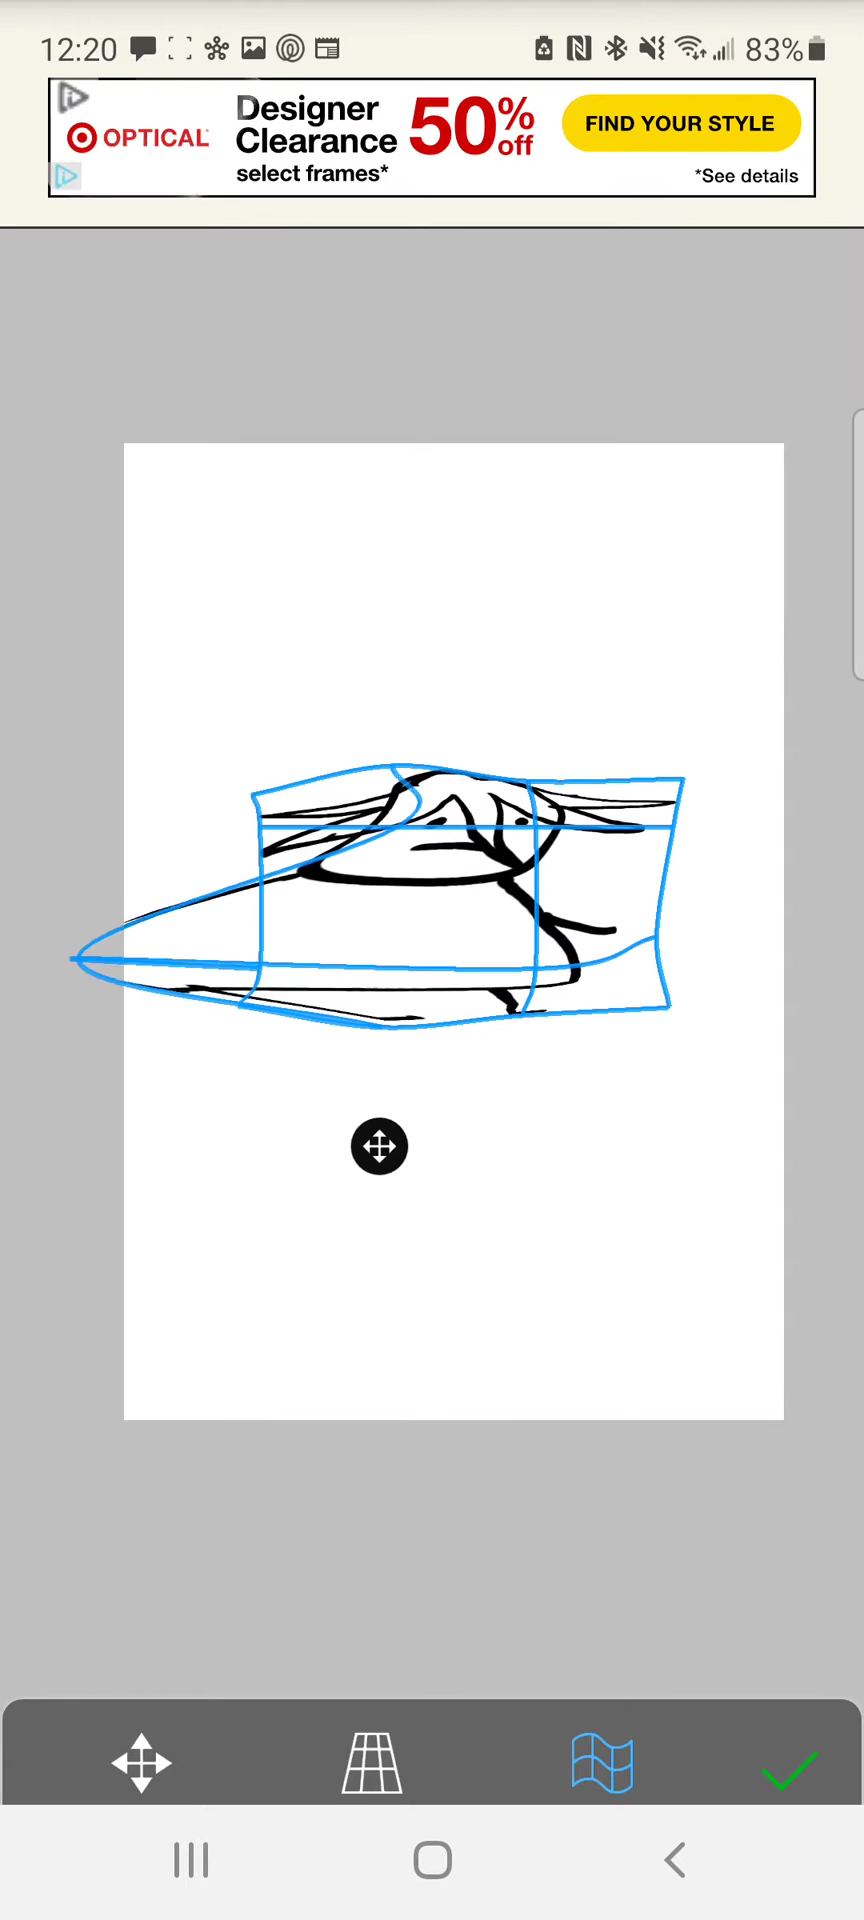 12:20 83%
OPTICAL
Designer
Clearance
select frames*
50%
off
FIND YOUR STYLE
*See details